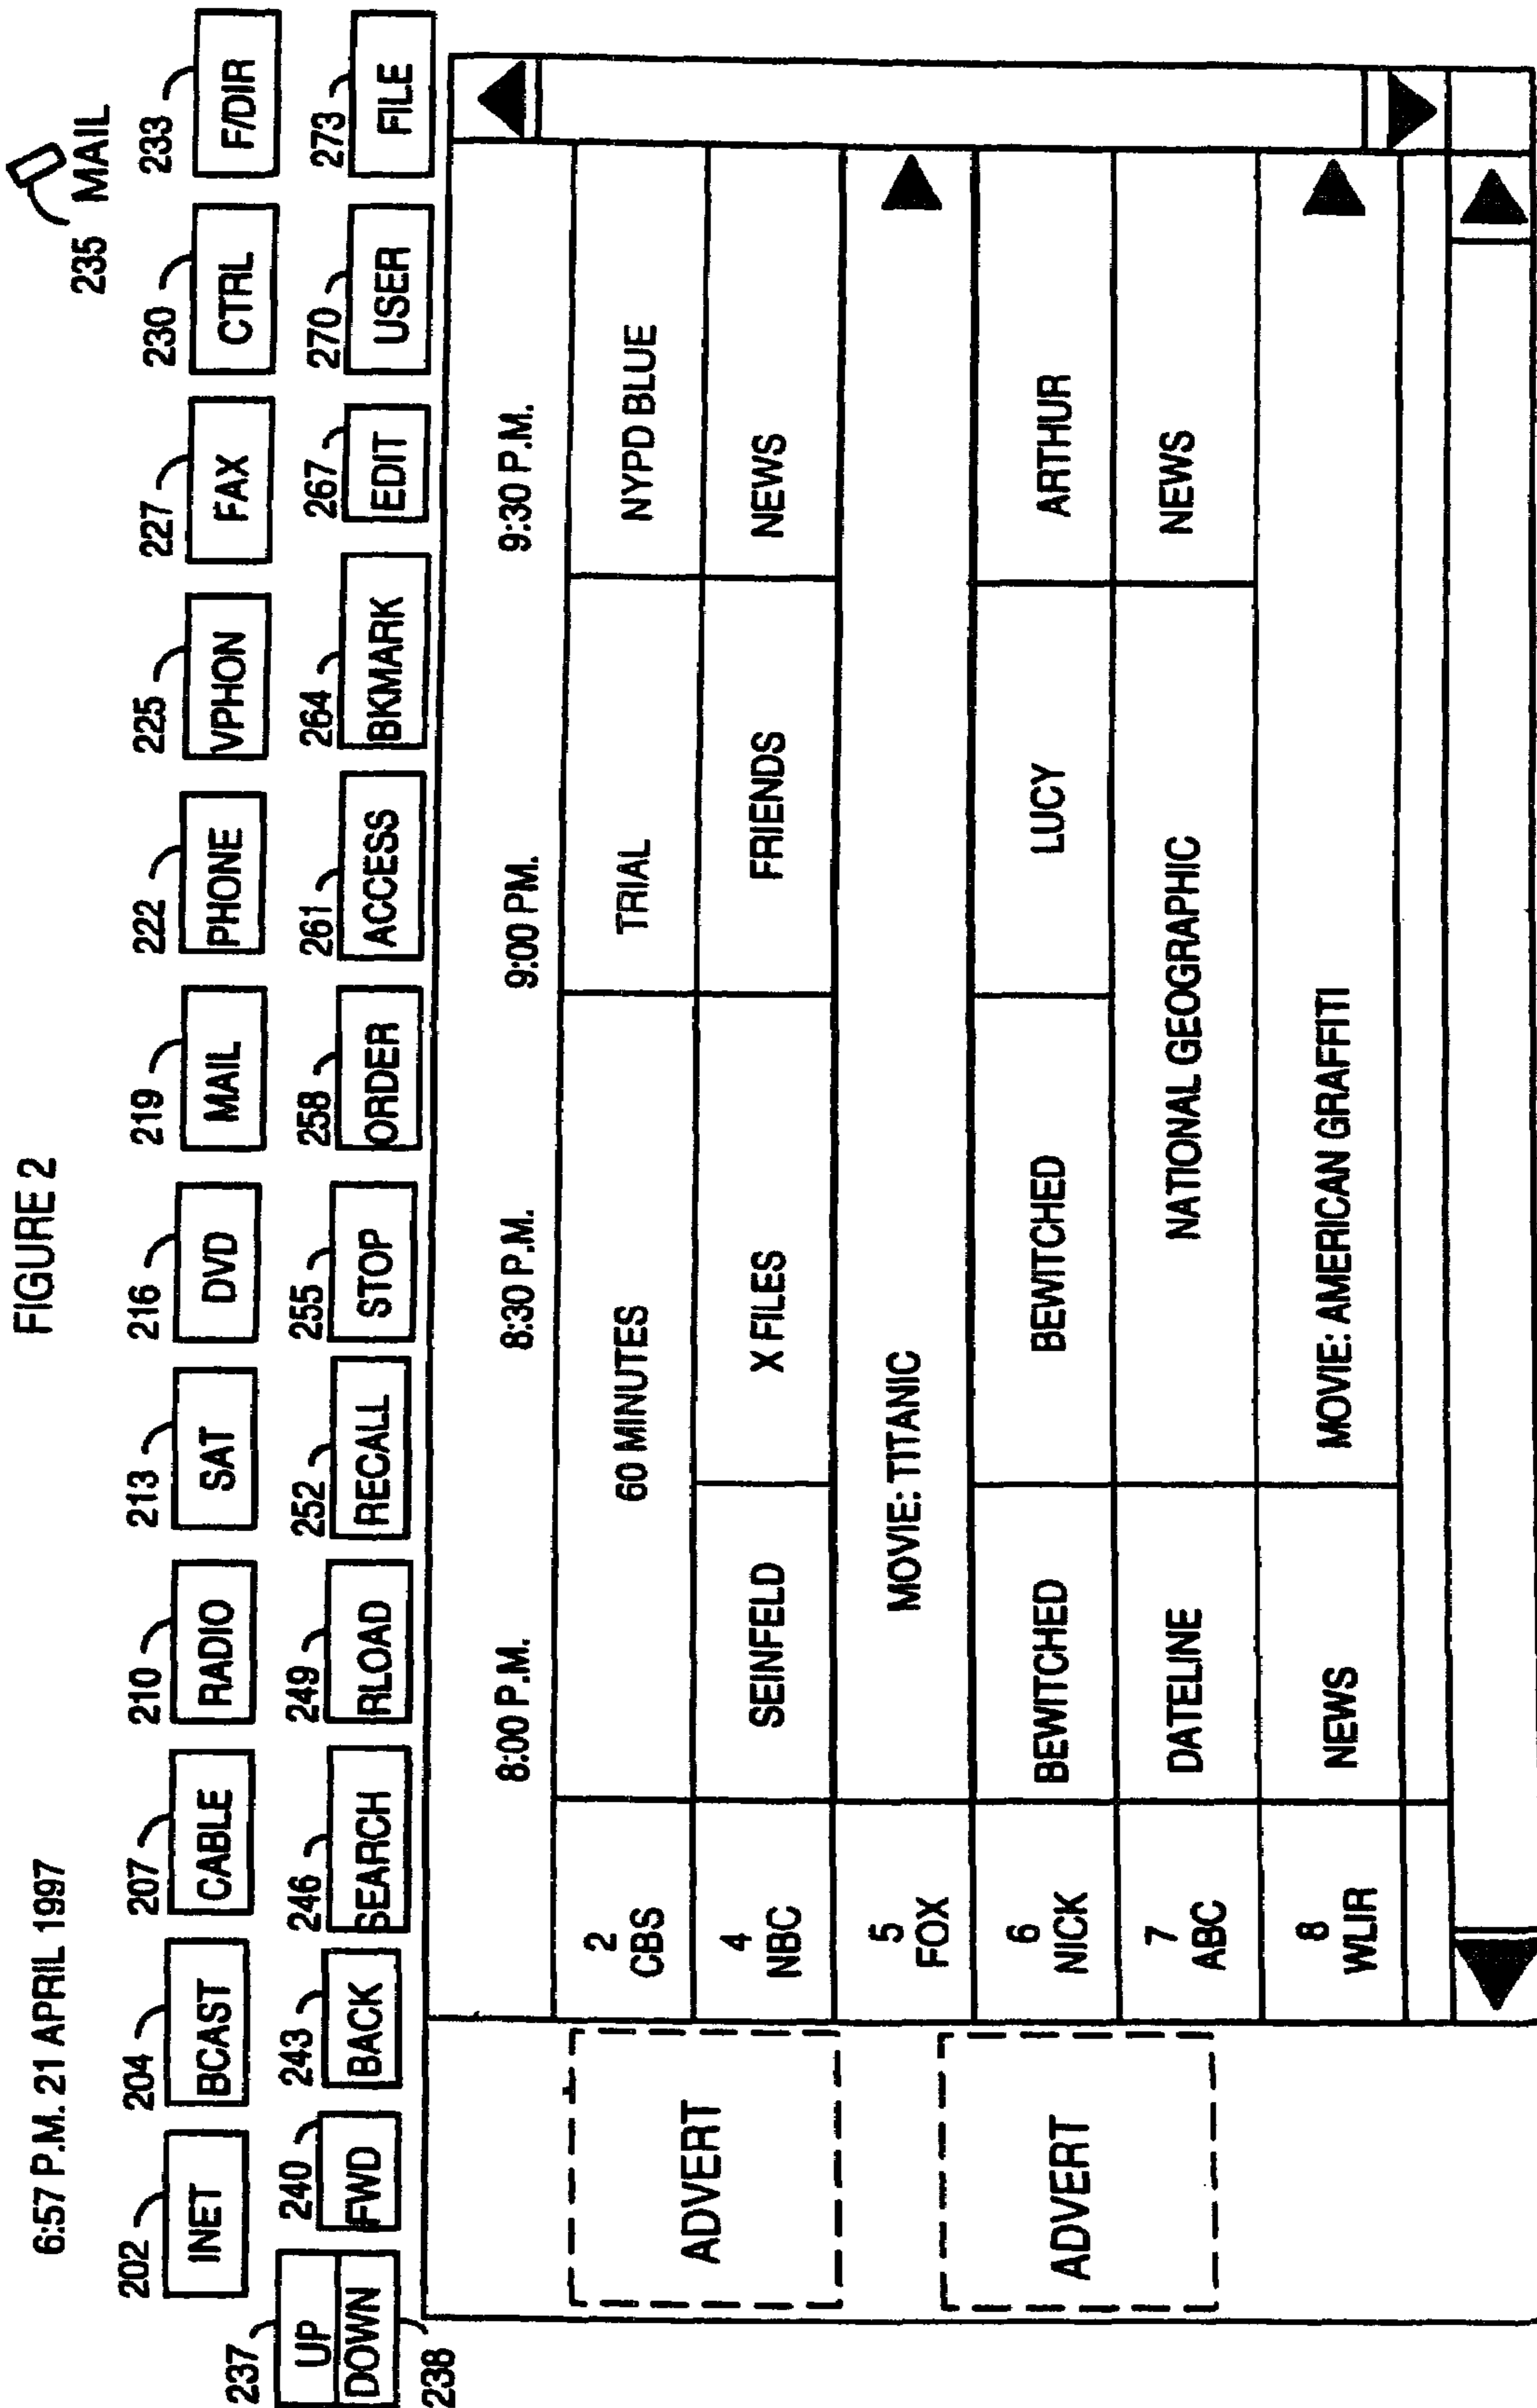 FIGURE 2
6:57 P.M. 21 APRIL 1997
235 MAIL
202 204 207 210 213 216 219 222 225 227 230 233
INET BCAST CABLE RADIO SAT DVD MAIL PHONE VPHON FAX CTRL F/DIR
237 240 243 246 249 252 255 258 261 264 267 270 273
UP
DOWN FWD BACK SEARCH RLOAD RECALL STOP ORDER ACCESS BKMARK EDIT USER FILE
238
8:00 P.M. 8:30 P.M. 9:00 PM. 9:30 P.M.
ADVERT
2
CBS 60 MINUTES TRIAL NYPD BLUE
4
NBC SEINFELD X FILES FRIENDS NEWS
5
FOX MOVIE: TITANIC
ADVERT
6
NICK BEWITCHED BEWITCHED LUCY ARTHUR
7
ABC DATELINE NATIONAL GEOGRAPHIC NEWS
8
WLIR NEWS MOVIE: AMERICAN GRAFFITI